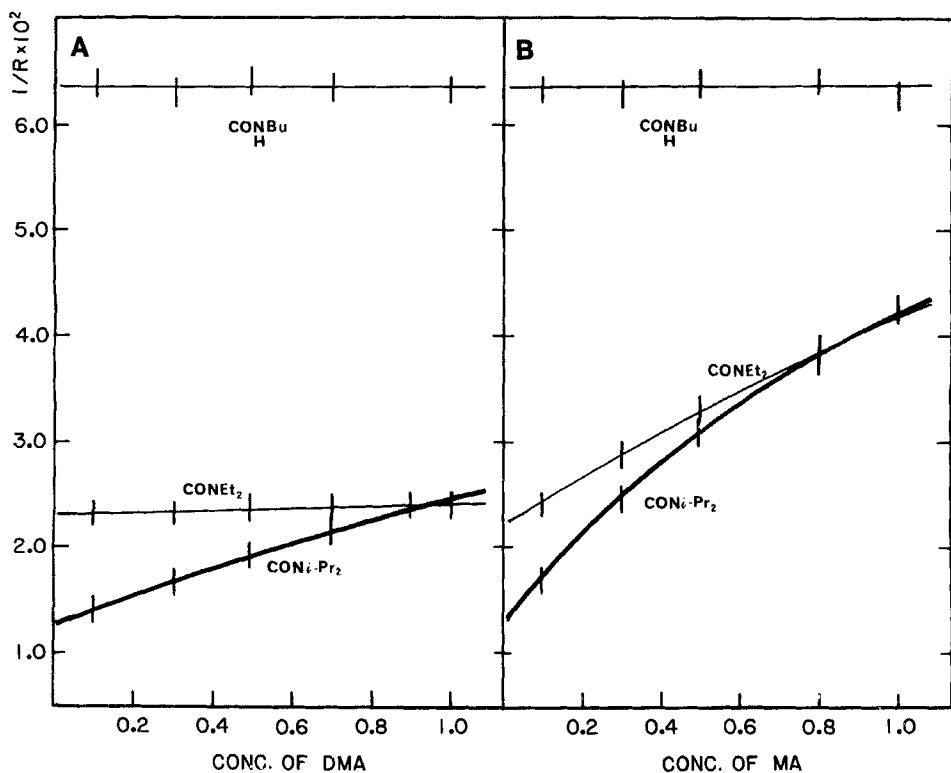 A
B
1/R×10²
6.0
5.0
4.0
3.0
2.0
1.0
CONBu
H
CONEt₂
CONi-Pr₂
CONBu
H
CONEt₂
CONi-Pr₂
0.2 0.4 0.6 0.8 1.0
CONC. OF DMA
0.2 0.4 0.6 0.8 1.0
CONC. OF MA